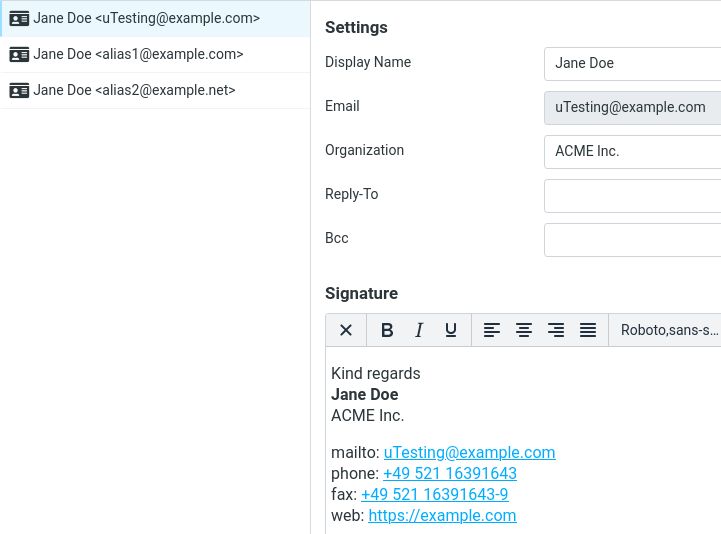 Jane Doe <uTesting@example.com>
Jane Doe <alias1@example.com>
Jane Doe <alias2@example.net>
Settings
Display Name
Jane Doe
Email
uTesting@example.com
Organization
ACME Inc.
Reply-To
Bcc
Signature
B I U Roboto,sans-s...
Kind regards
Jane Doe
ACME Inc.
mailto: uTesting@example.com
phone: +49 521 16391643
fax: +49 521 16391643-9
web: https://example.com